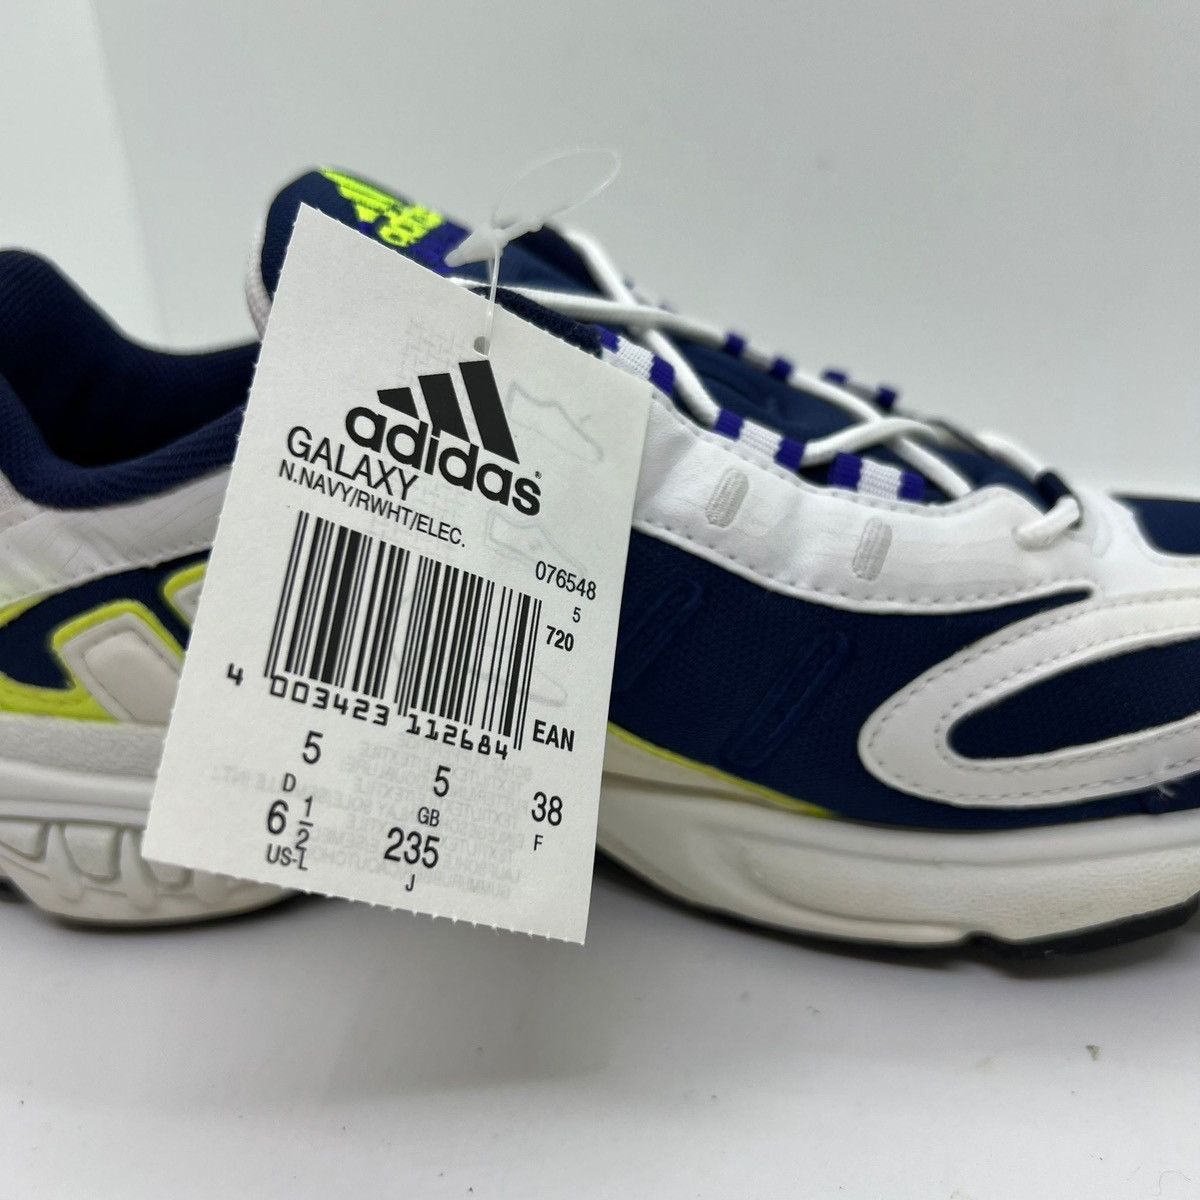 adidas
adidas®
GALAXY
N.NAVY/RWHT/ELEC.
076548
5
720
4 003423 112684
EAN
5 5 38
D GB F
6 1/2 235
US-L J